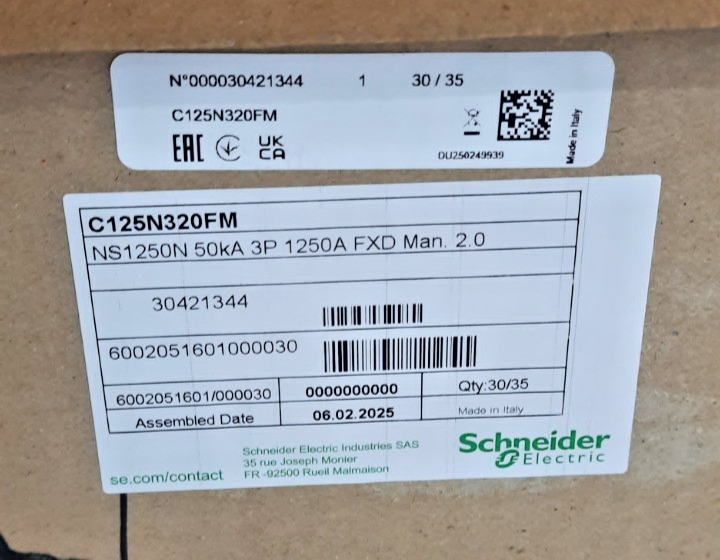 N°000030421344 1 30 / 35
C125N320FM
EAC UK CA
DU250249939
Made in Italy
C125N320FM
NS1250N 50kA 3P 1250A FXD Man. 2.0
30421344
6002051601000030
6002051601/000030 0000000000 Qty:30/35
Assembled Date 06.02.2025 Made in Italy
se.com/contact
Schneider Electric Industries SAS
35 rue Joseph Monier
FR -92500 Rueil Malmaison
Schneider
Electric